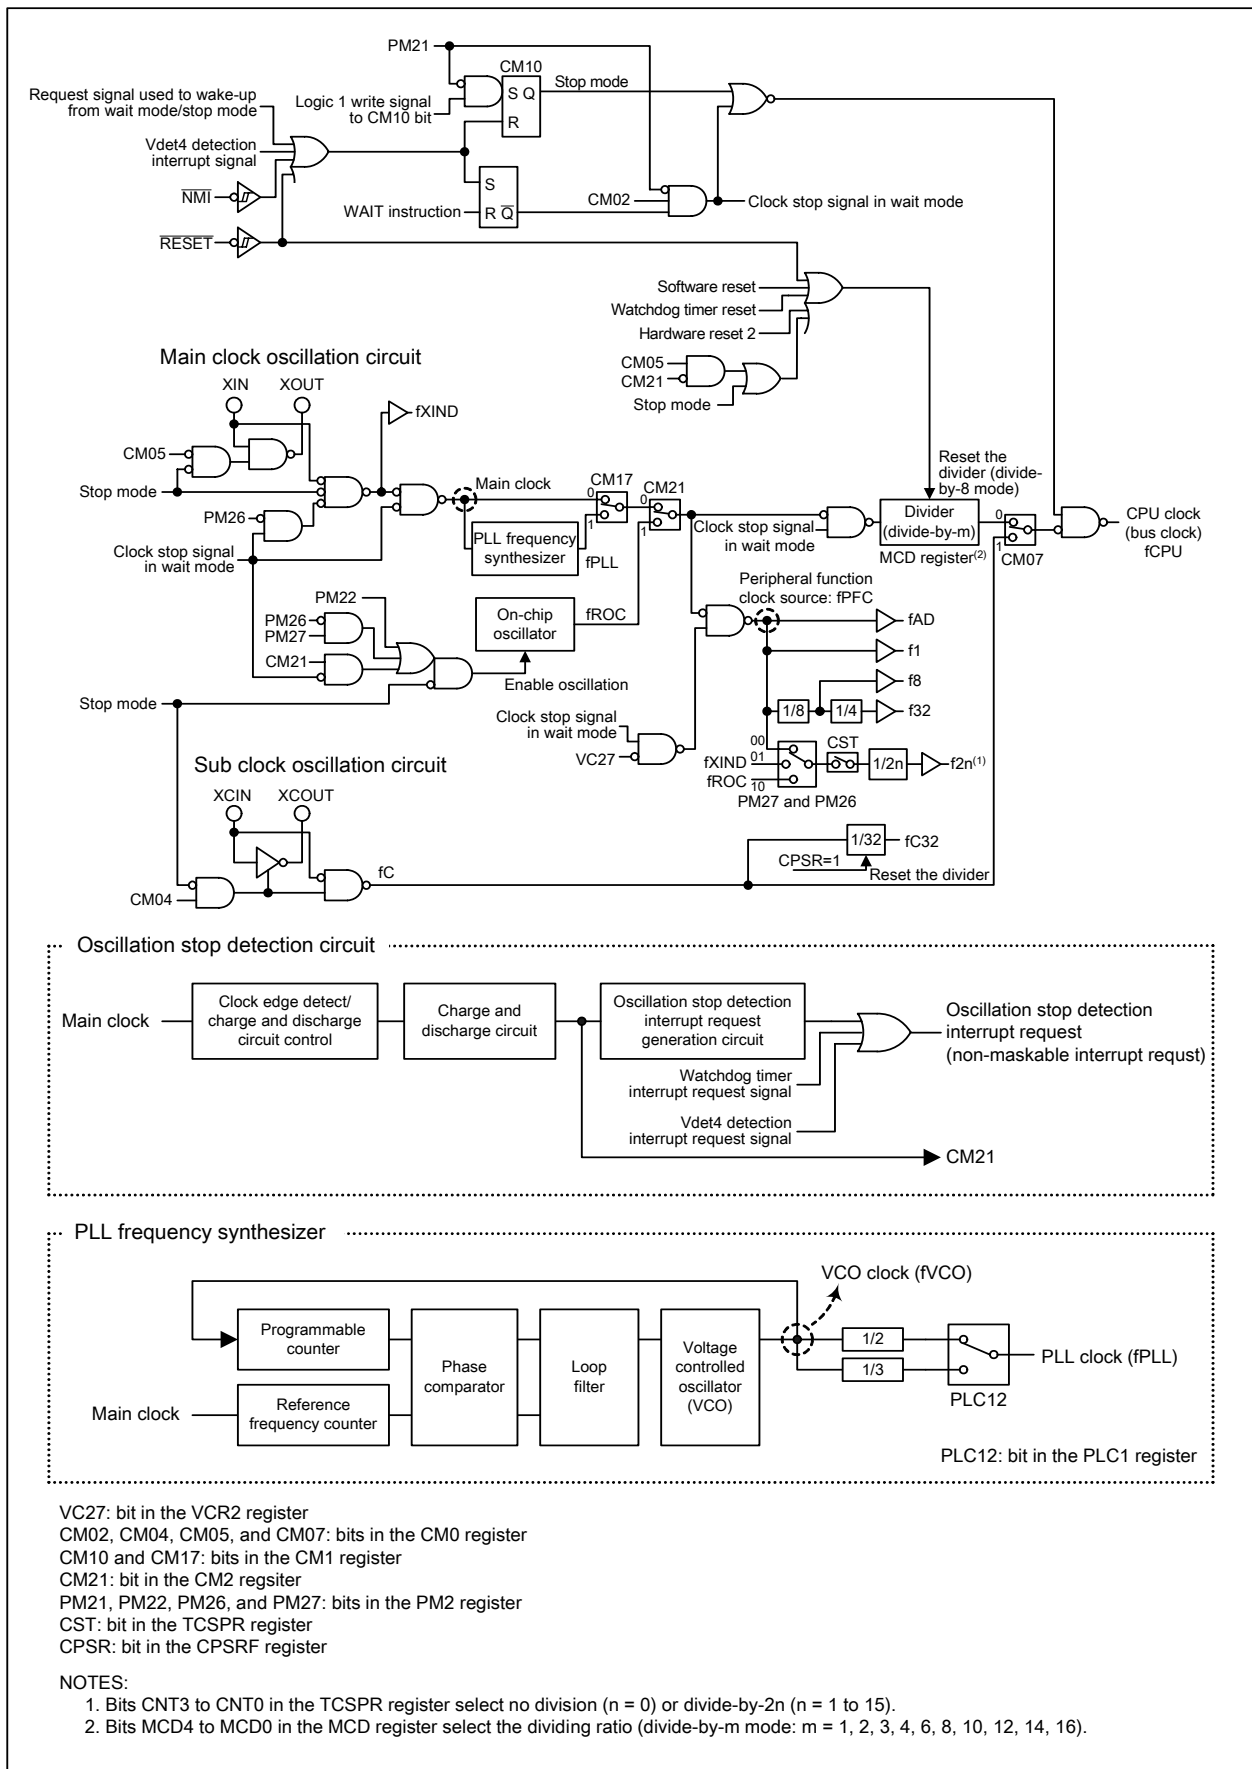 PM21
CM10
Request signal used to wake-up
from wait mode/stop mode
Logic 1 write signal
to CM10 bit
S Q
R
Stop mode
Vdet4 detection
interrupt signal
NMI
S
R Q
WAIT instruction
CM02
Clock stop signal in wait mode
RESET
Software reset
Watchdog timer reset
Hardware reset 2
CM05
CM21
Stop mode
Main clock oscillation circuit
XIN
XOUT
fXIND
CM05
Stop mode
PM26
Clock stop signal
in wait mode
Main clock
PLL frequency
synthesizer
fPLL
CM17
0
1
CM21
0
1
Clock stop signal
in wait mode
Reset the
divider (divide-
by-8 mode)
Divider
(divide-by-m)
MCD register(2)
0
1
CM07
CPU clock
(bus clock)
fCPU
PM22
PM26
PM27
CM21
On-chip
oscillator
fROC
Enable oscillation
Stop mode
Peripheral function
clock source: fPFC
fAD
f1
f8
1/8
1/4
f32
Clock stop signal
in wait mode
VC27
00
fXIND 01
fROC
10
CST
1/2n
f2n(1)
PM27 and PM26
Sub clock oscillation circuit
XCIN
XCOUT
CM04
fC
1/32
fC32
CPSR=1
Reset the divider
Oscillation stop detection circuit
Main clock
Clock edge detect/
charge and discharge
circuit control
Charge and
discharge circuit
Oscillation stop detection
interrupt request
generation circuit
Watchdog timer
interrupt request signal
Vdet4 detection
interrupt request signal
Oscillation stop detection
interrupt request
(non-maskable interrupt requst)
CM21
PLL frequency synthesizer
VCO clock (fVCO)
Programmable
counter
Main clock
Reference
frequency counter
Phase
comparator
Loop
filter
Voltage
controlled
oscillator
(VCO)
1/2
1/3
PLC12
PLL clock (fPLL)
PLC12: bit in the PLC1 register
VC27: bit in the VCR2 register
CM02, CM04, CM05, and CM07: bits in the CM0 register
CM10 and CM17: bits in the CM1 register
CM21: bit in the CM2 regsiter
PM21, PM22, PM26, and PM27: bits in the PM2 register
CST: bit in the TCSPR register
CPSR: bit in the CPSRF register
NOTES:
1. Bits CNT3 to CNT0 in the TCSPR register select no division (n = 0) or divide-by-2n (n = 1 to 15).
2. Bits MCD4 to MCD0 in the MCD register select the dividing ratio (divide-by-m mode: m = 1, 2, 3, 4, 6, 8, 10, 12, 14, 16).